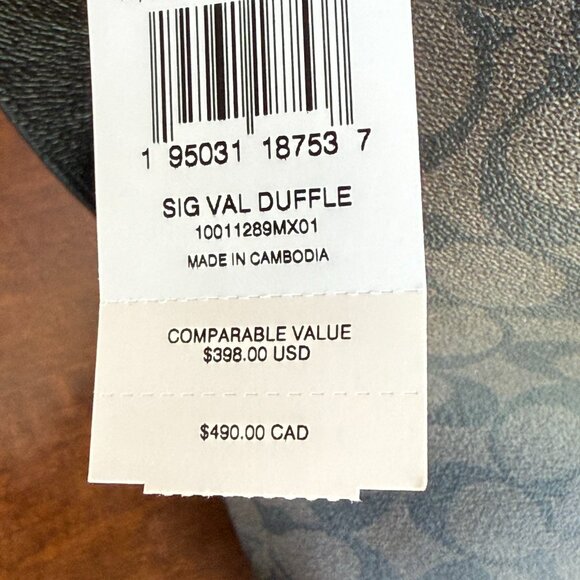 1 95031 18753 7
SIG VAL DUFFLE
10011289MX01
MADE IN CAMBODIA
COMPARABLE VALUE
$398.00 USD
$490.00 CAD